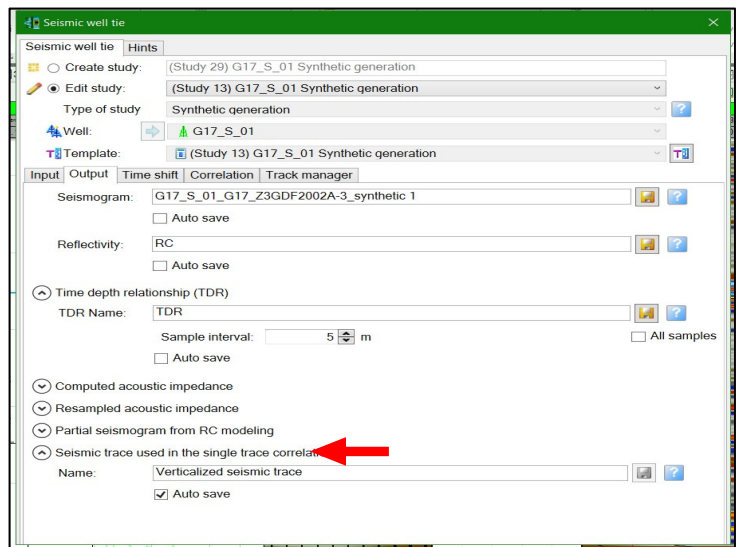 Seismic well tie
Seismic well tie Hints
Create study: (Study 29) G17_S_01 Synthetic generation
Edit study: (Study 13) G17_S_01 Synthetic generation
Type of study Synthetic generation
Well: G17_S_01
Template: (Study 13) G17_S_01 Synthetic generation
Input Output Time shift Correlation Track manager
Seismogram: G17_S_01_G17_Z3GDF2002A-3_synthetic 1
Auto save
Reflectivity: RC
Auto save
Time depth relationship (TDR)
TDR Name: TDR
Sample interval: 5 m All samples
Auto save
Computed acoustic impedance
Resampled acoustic impedance
Partial seismogram from RC modeling
Seismic trace used in the single trace correlati
Name: Verticalized seismic trace
Auto save